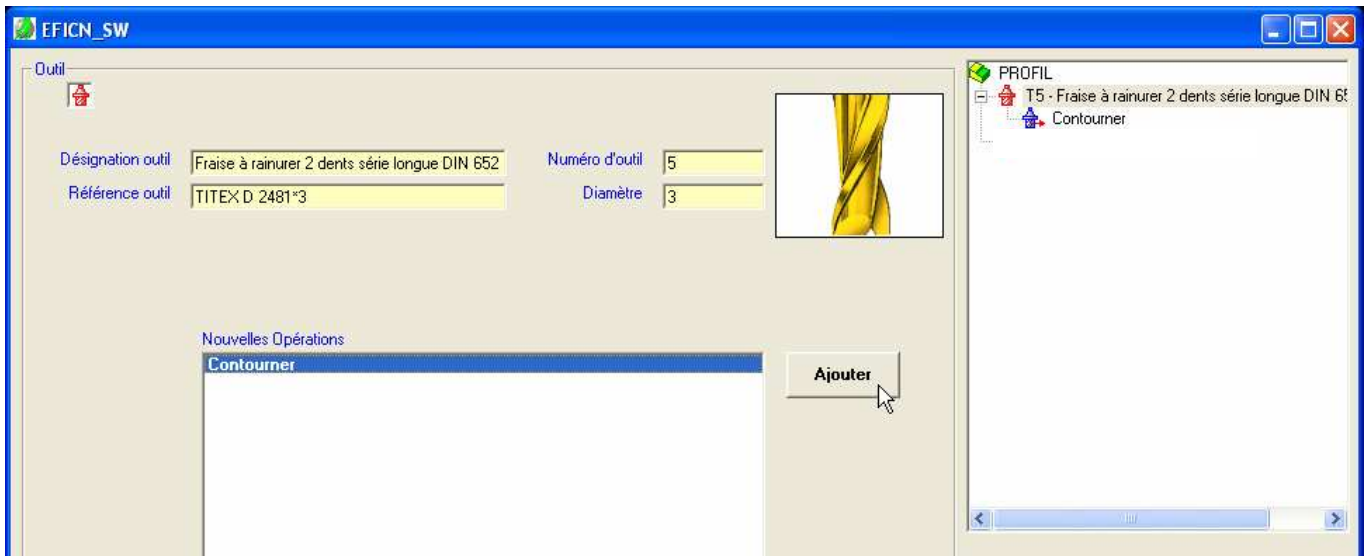 EFICN_SW
Outil
Désignation outil Fraise à rainurer 2 dents série longue DIN 652 Numéro d'outil 5
Référence outil TITEX D 2481*3 Diamètre 3
Nouvelles Opérations
Contourner
Ajouter
PROFIL
T5 - Fraise à rainurer 2 dents série longue DIN 65
Contourner